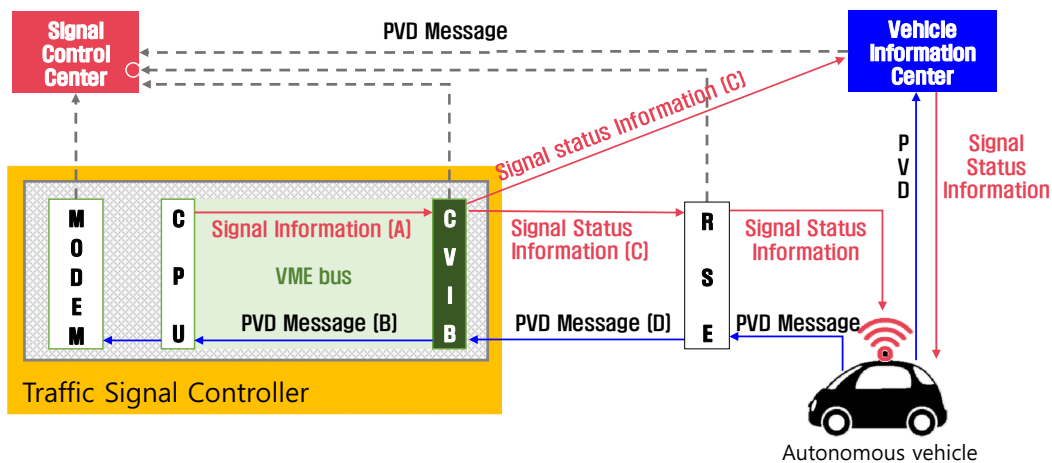 Signal
Control
Center
PVD Message
Vehicle
Information
Center
Signal status Information (C)
P
V
D
Signal
Status
Information
M
O
D
E
M
C
P
U
Signal Information (A)
VME bus
PVD Message (B)
C
V
I
B
Signal Status
Information (C)
PVD Message (D)
R
S
E
Signal Status
Information
PVD Message
Traffic Signal Controller
Autonomous vehicle